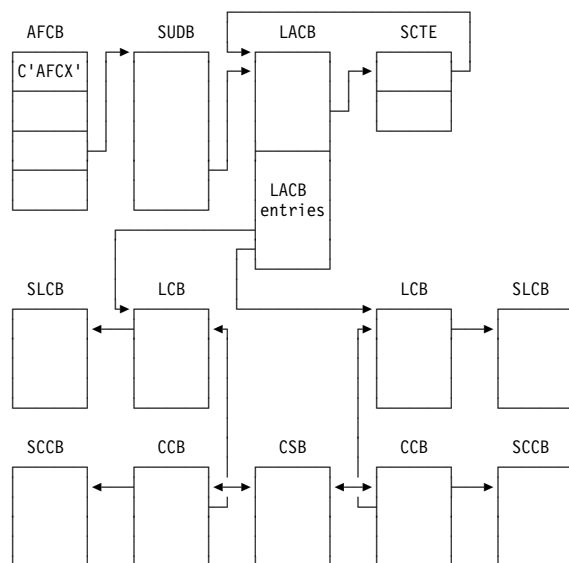 AFCB SUDB LACB SCTE
C'AFCX'
LACB
entries
SLCB LCB LCB SLCB
SCCB CCB CSB CCB SCCB